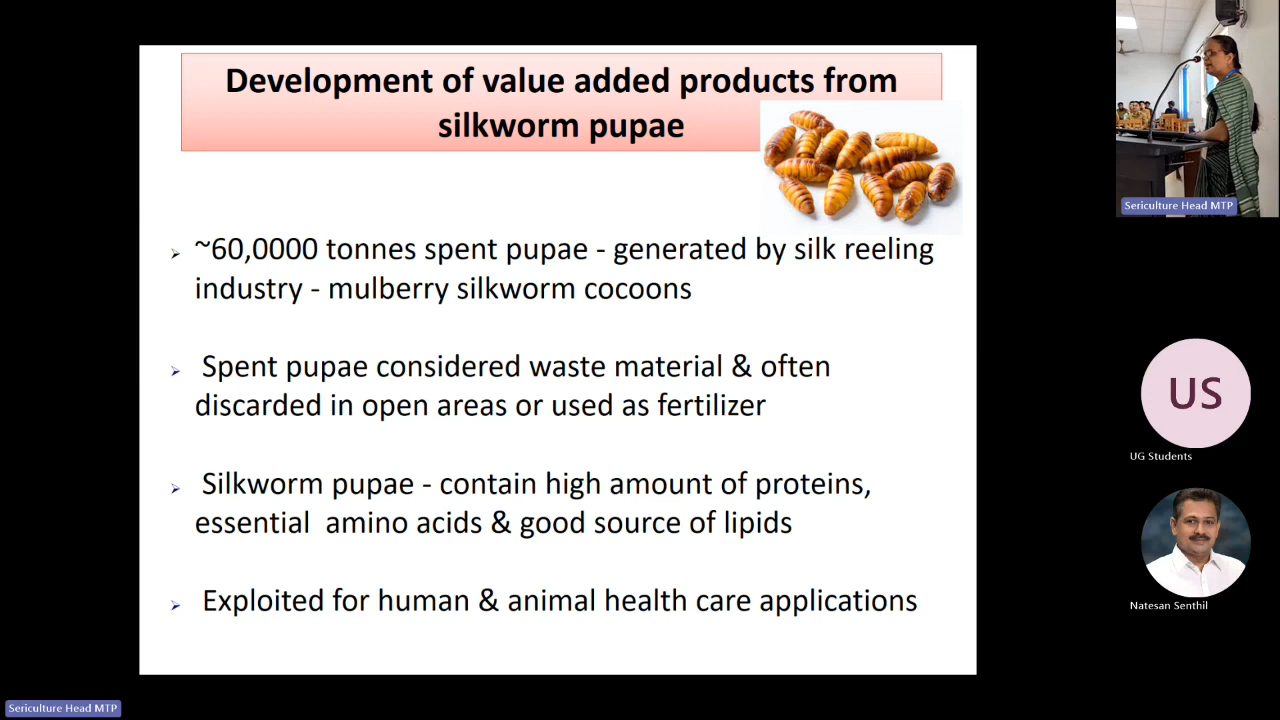 Development of value added products from
silkworm pupae
~60,0000 tonnes spent pupae - generated by silk reeling
industry - mulberry silkworm cocoons
Spent pupae considered waste material & often
discarded in open areas or used as fertilizer
Silkworm pupae - contain high amount of proteins,
essential amino acids & good source of lipids
Exploited for human & animal health care applications
Sericulture Head MTP
US
UG Students
Natesan Senthil
Sericulture Head MTP